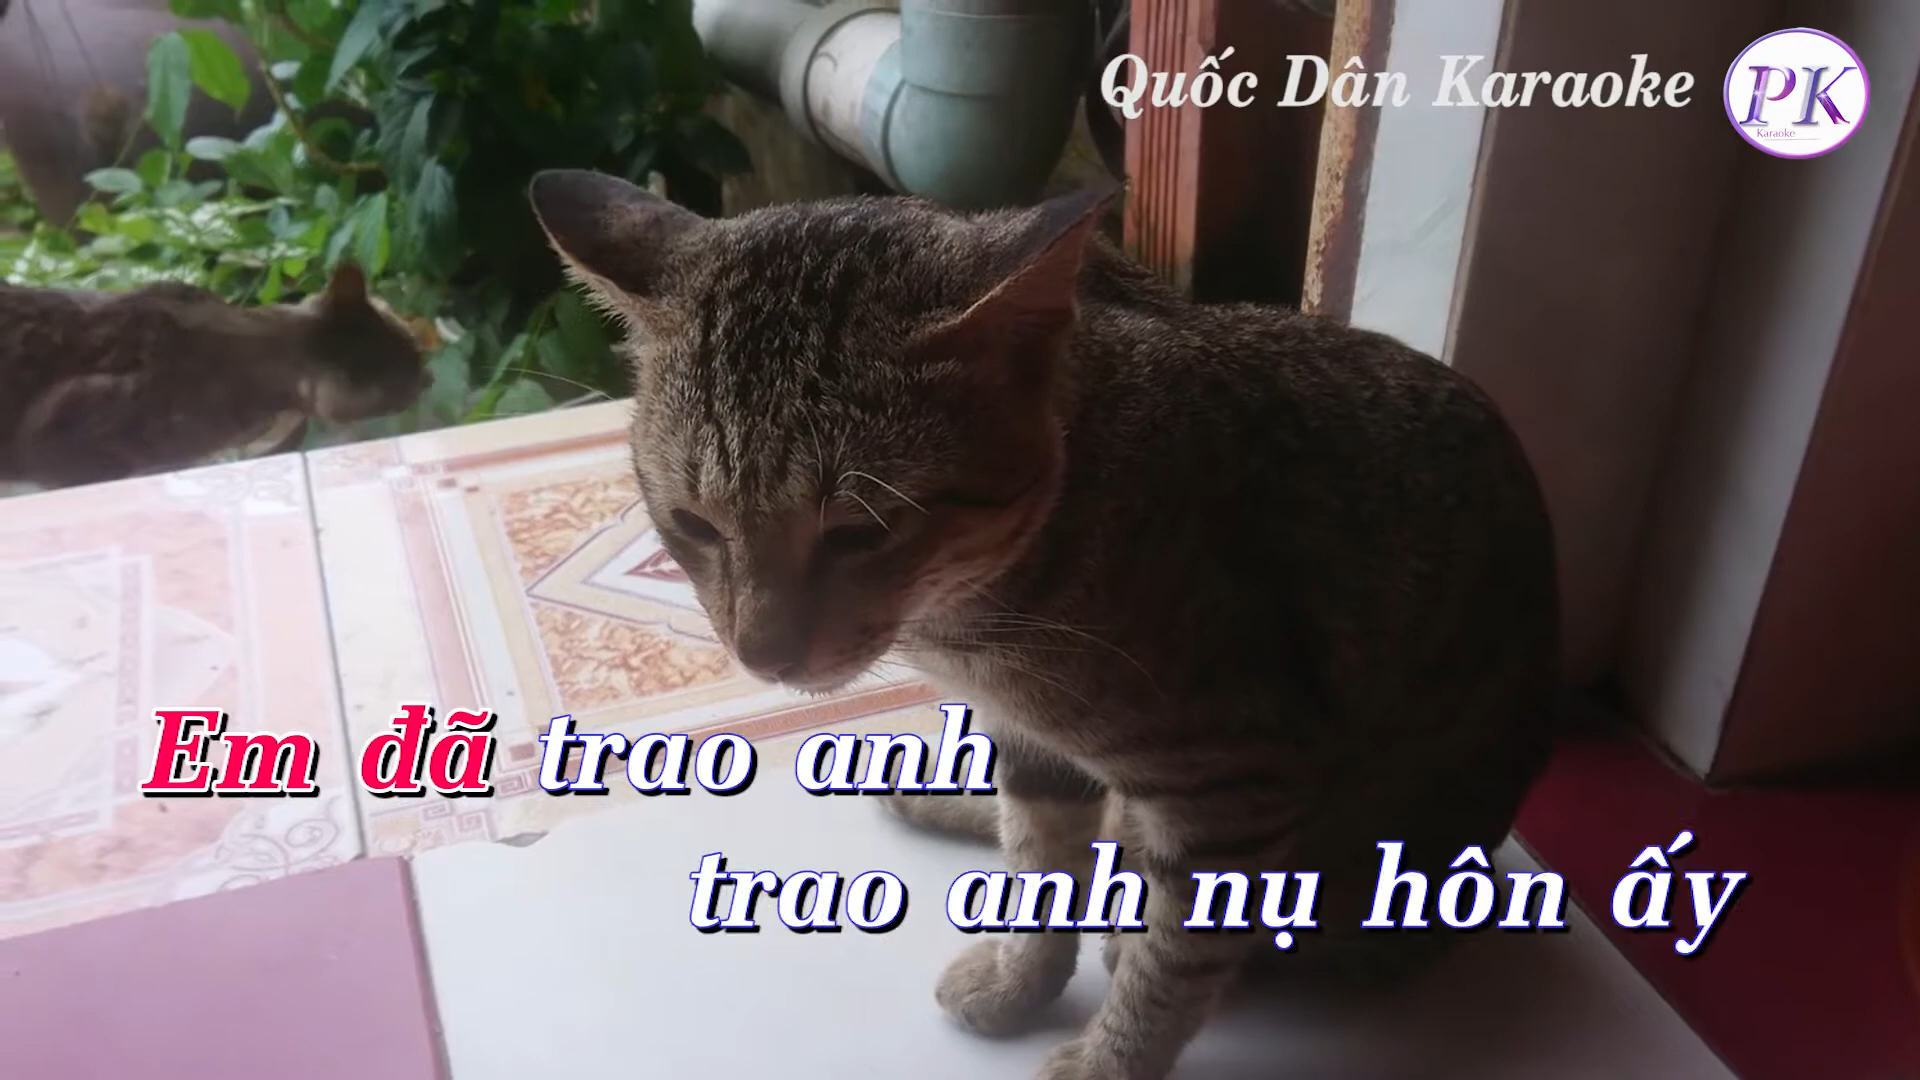 Quốc Dân Karaoke
PK
Karaoke
Em đã trao anh
trao anh nụ hôn ấy